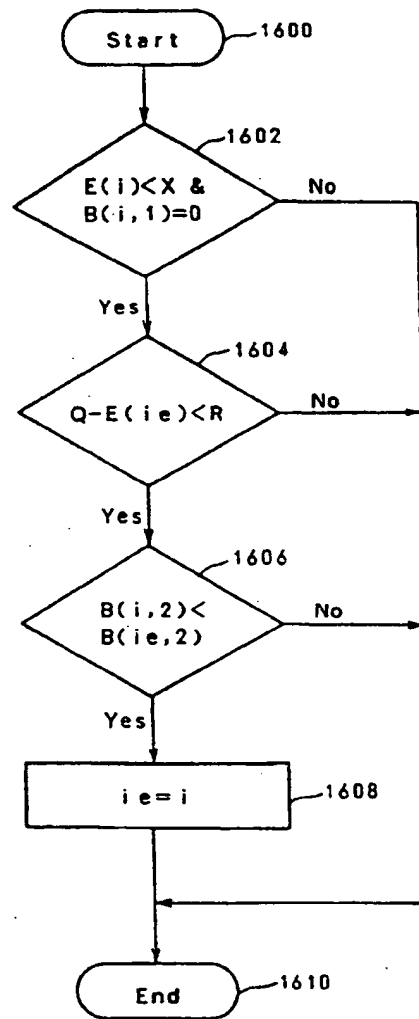 Start
1600
1602
E(i)<X &
B(i,1)=0
No
Yes
1604
Q-E(ie)<R
No
Yes
1606
B(i,2)<
B(ie,2)
No
Yes
ie=i
1608
End
1610